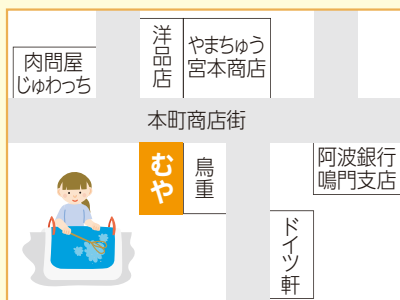 肉問屋
じゅわっち
洋品店
やまちゅう
宮本商店
本町商店街
むや
鳥重
阿波銀行
鳴門支店
ドイツ軒